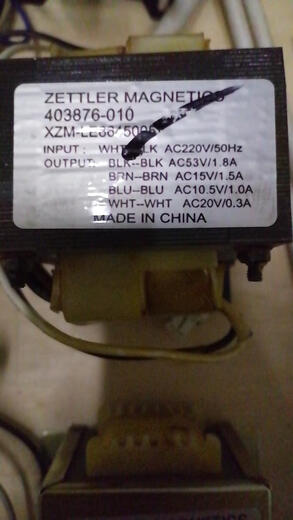 ZETTLER MAGNETICS
403876-010
INPUT: WHT--BLK AC220V/50Hz
OUTPUT: BLK--BLK AC53V/1.8A
BRN--BRN AC15V/1.5A
BLU--BLU AC10.5V/1.0A
WHT--WHT AC20V/0.3A
MADE IN CHINA